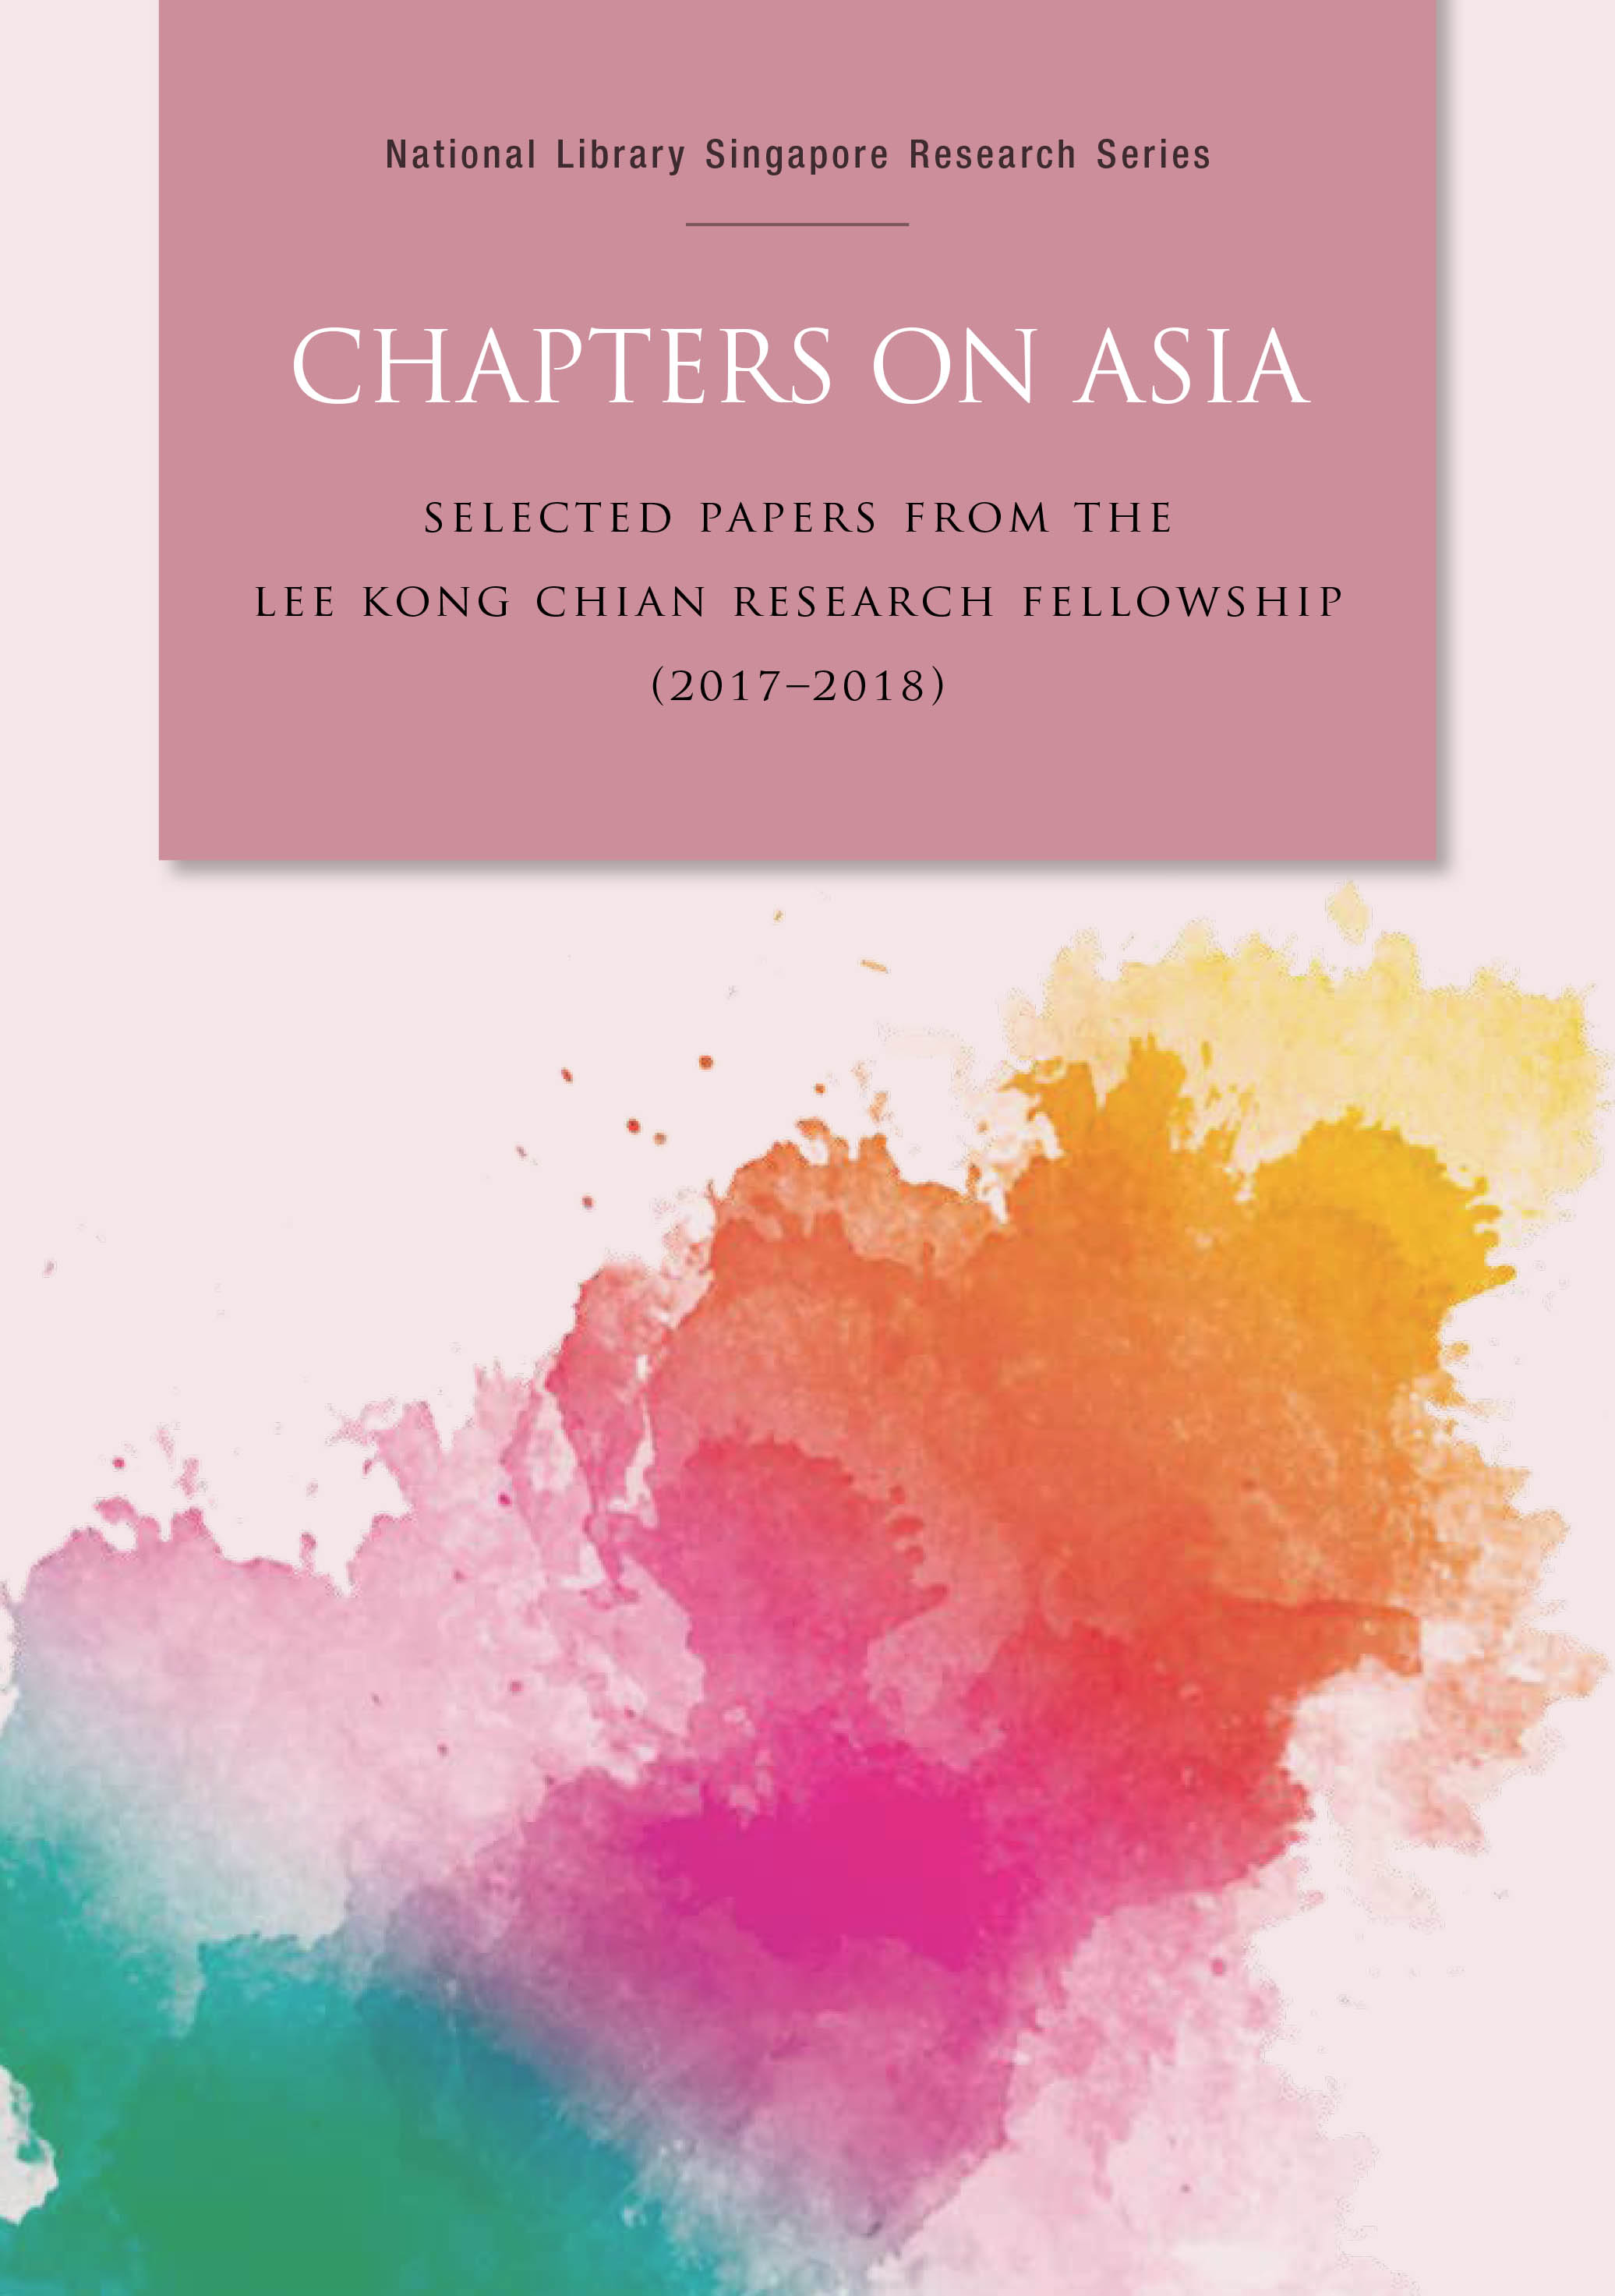 National Library Singapore Research Series
CHAPTERS ON ASIA
SELECTED PAPERS FROM THE
LEE KONG CHIAN RESEARCH FELLOWSHIP
(2017–2018)